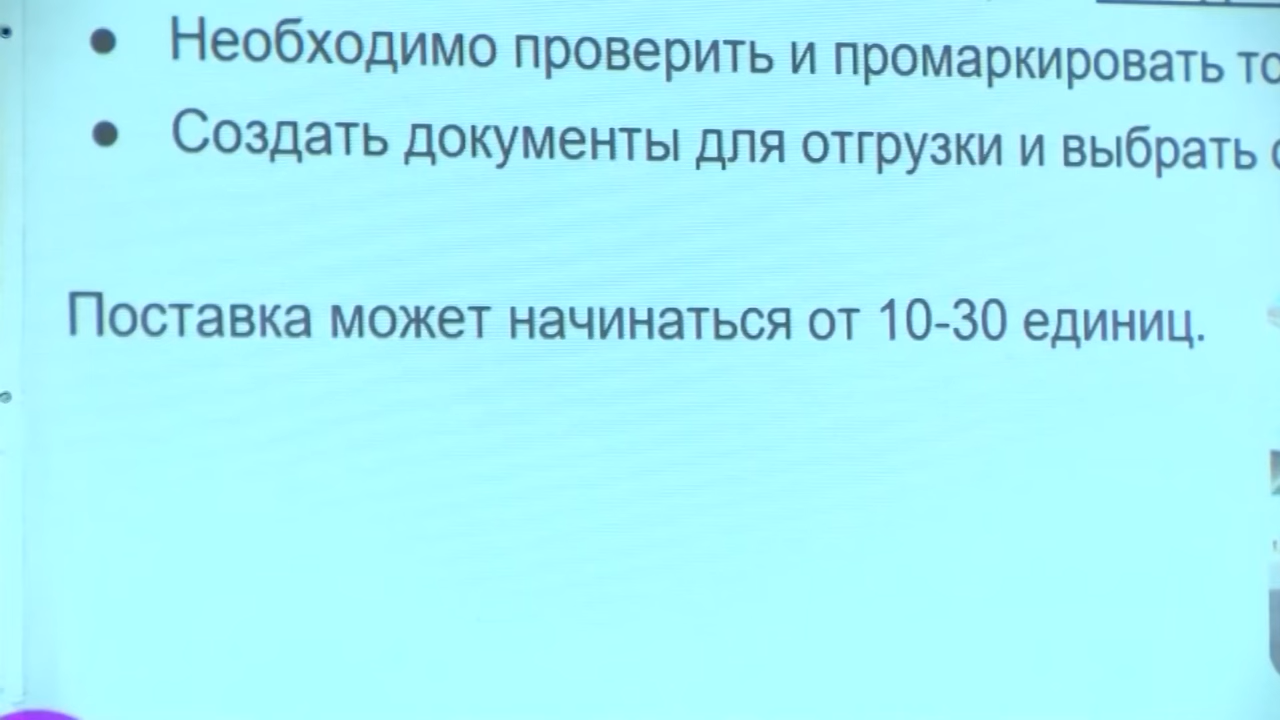 ● Необходимо проверить и промаркировать
● Создать документы для отгрузки и выбрать
Поставка может начинаться от 10-30 единиц.